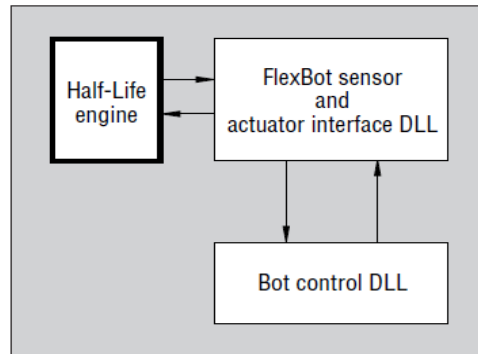 Half-Life
engine
FlexBot sensor
and
actuator interface DLL
Bot control DLL